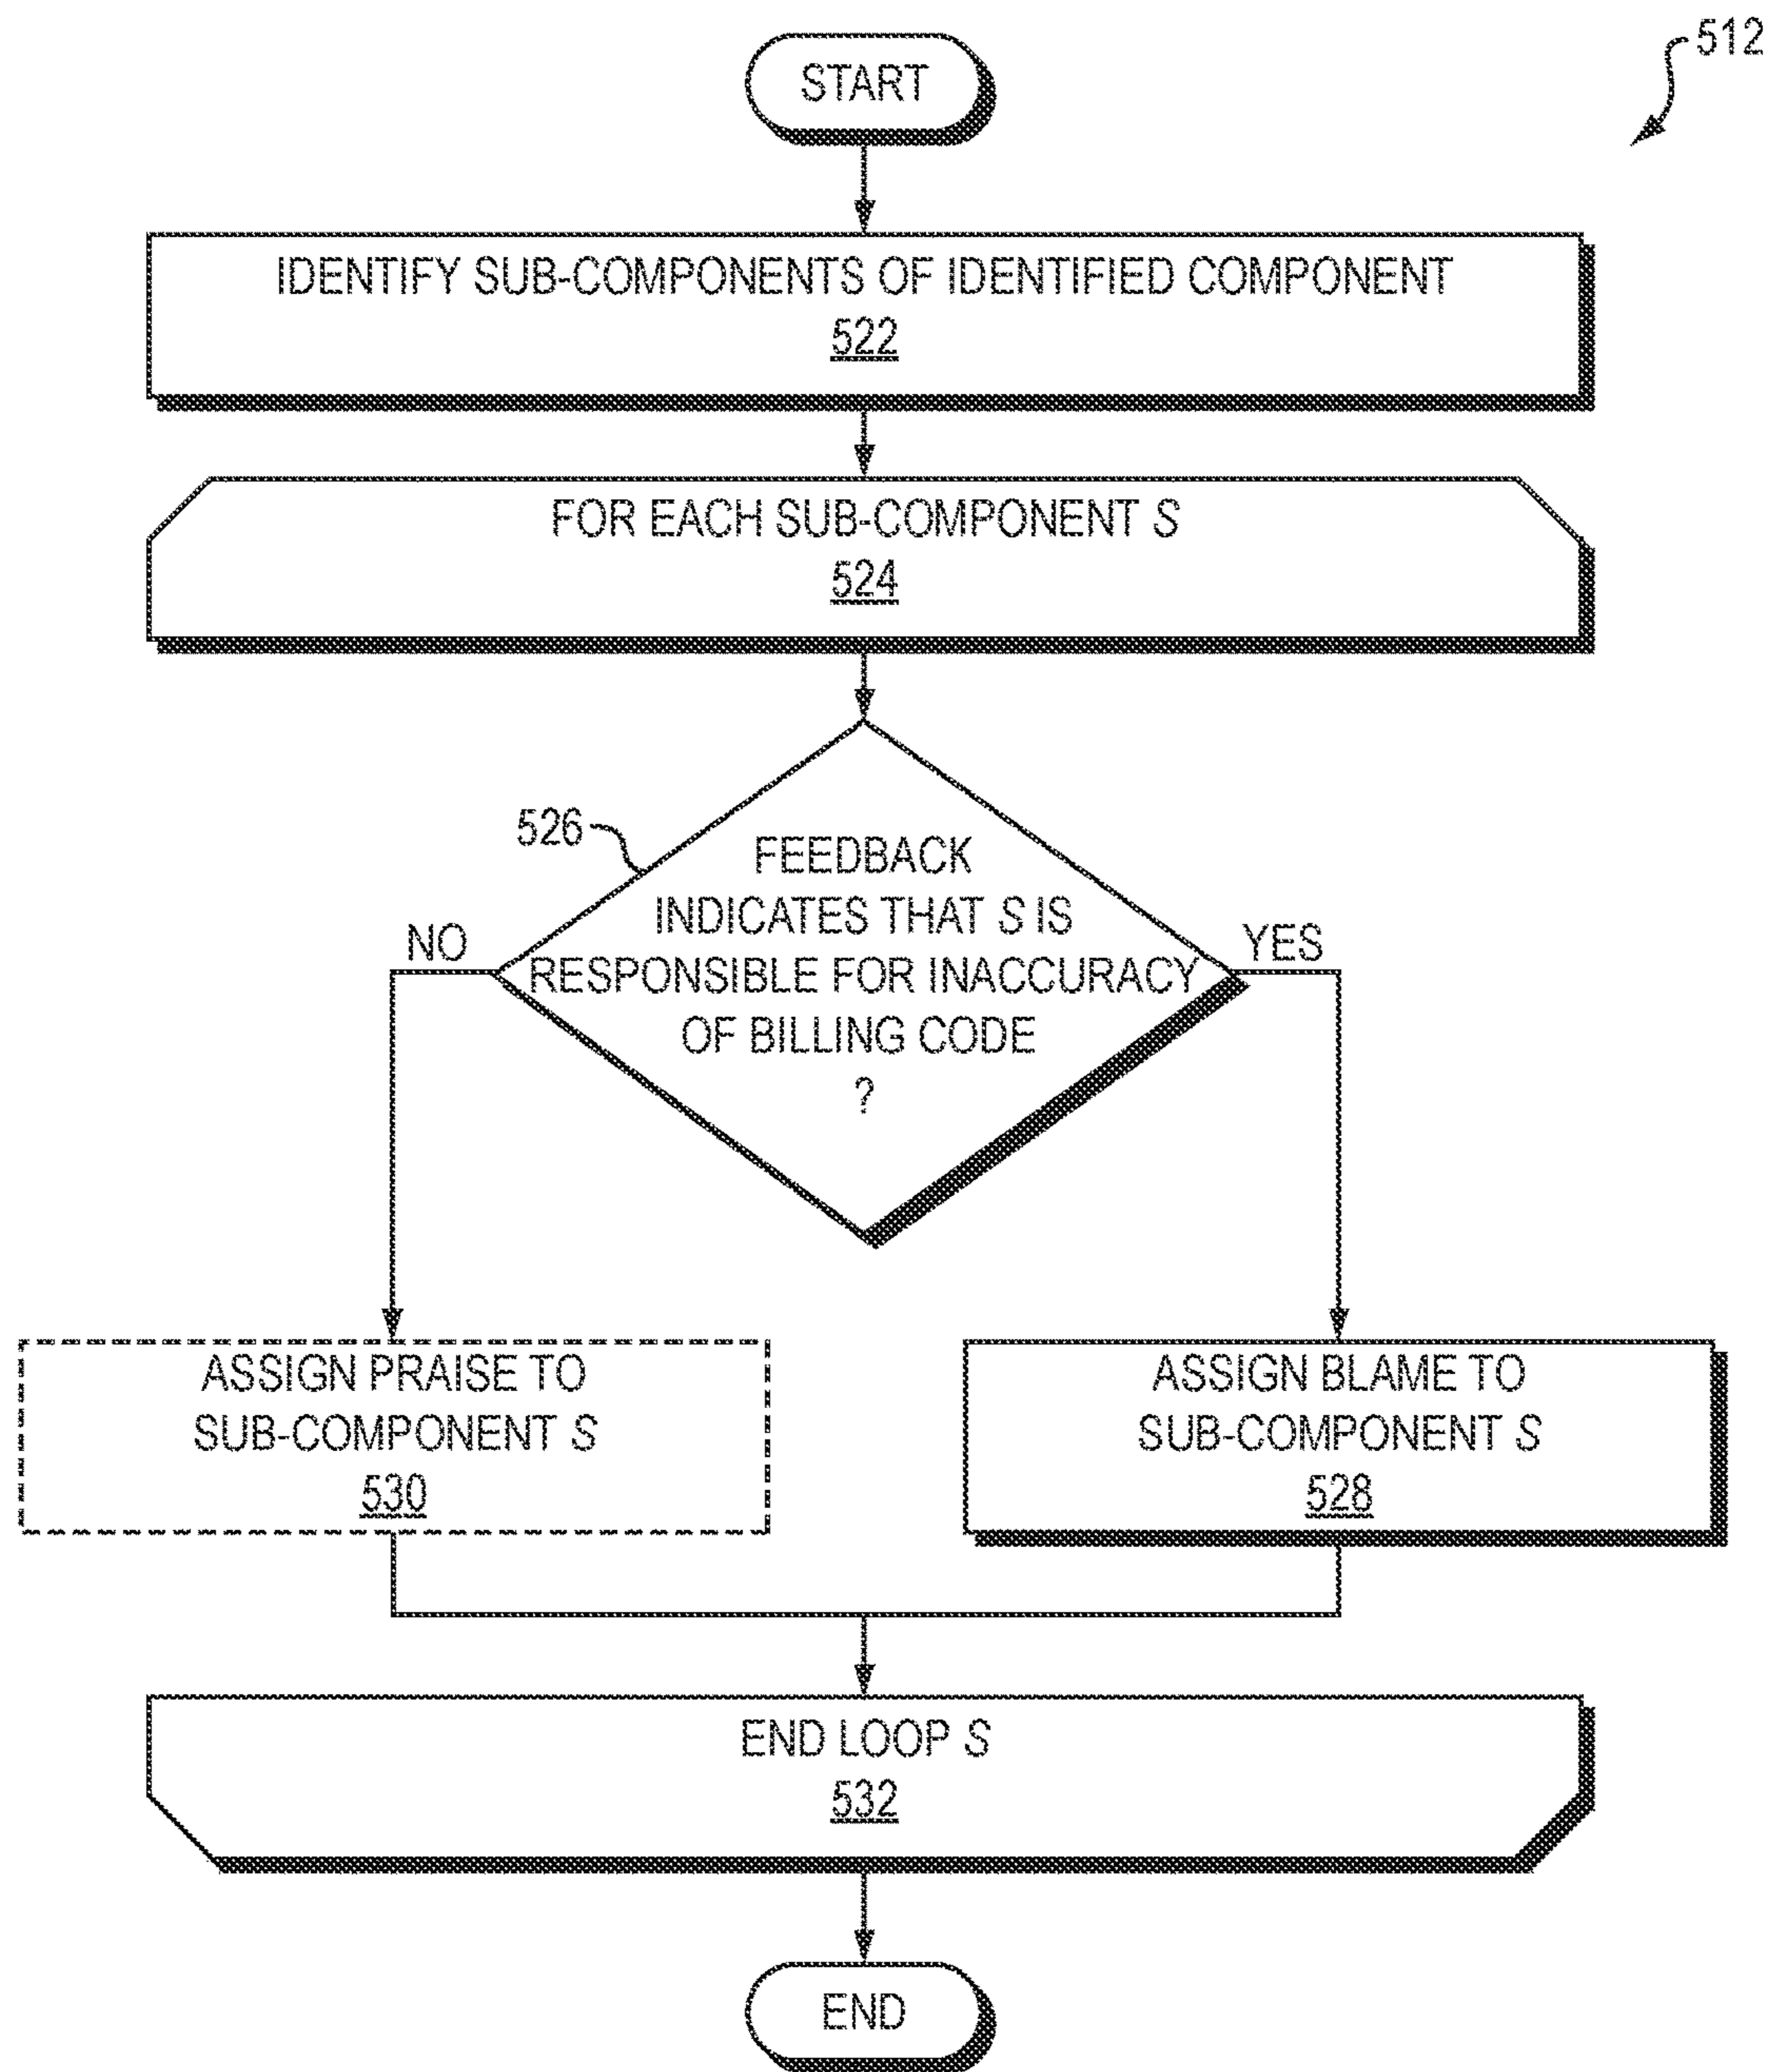 512
START
IDENTIFY SUB-COMPONENTS OF IDENTIFIED COMPONENT
522
FOR EACH SUB-COMPONENT S
524
526
FEEDBACK
INDICATES THAT S IS
RESPONSIBLE FOR INACCURACY
OF BILLING CODE
?
NO
YES
ASSIGN PRAISE TO
SUB-COMPONENT S
530
ASSIGN BLAME TO
SUB-COMPONENT S
528
END LOOP S
532
END